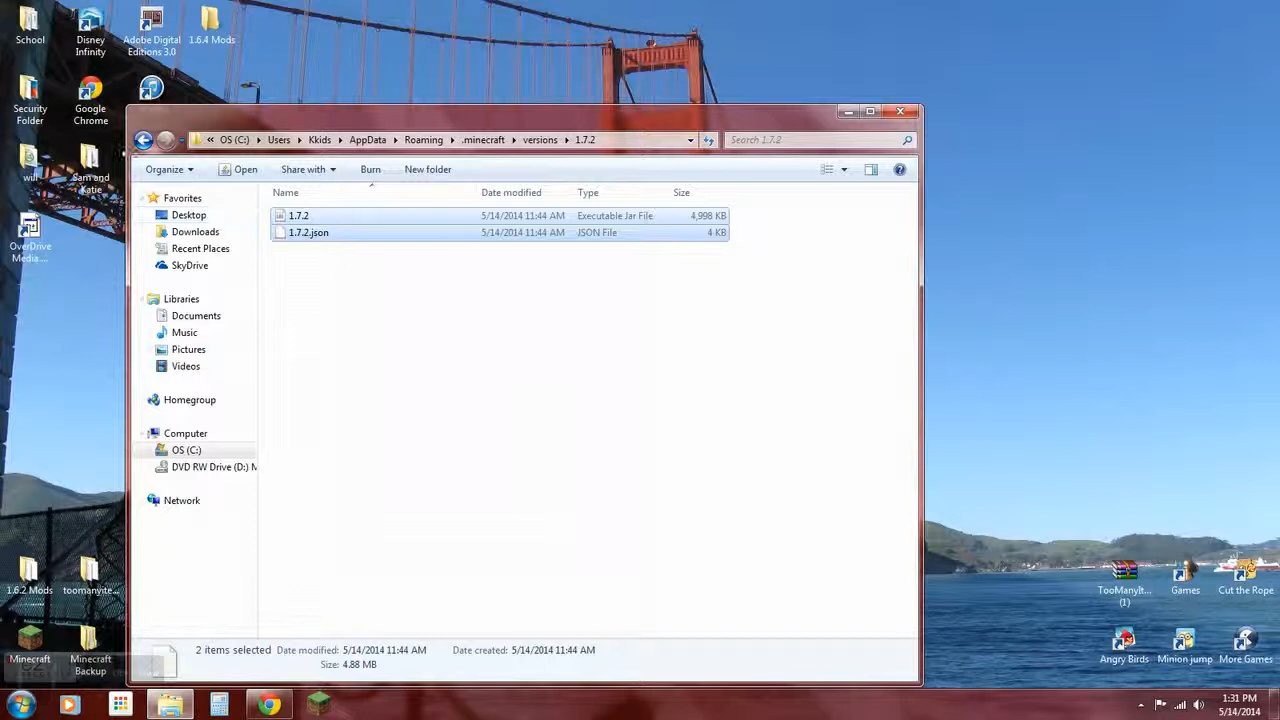 School
Disney
Infinity
Adobe Digital
Editions 3.0
1.6.4 Mods
Security
Folder
Google
Chrome
will
Sam and
Katie
OverDrive
Media ...
1.6.2 Mods
....
toomanyite...
Minecraft
Minecraft
Backup
« OS (C:) Users Kkids AppData Roaming .minecraft versions 1.7.2
Search 1.7.2
Organize Open Share with Burn New folder
Name Date modified Type Size
1.7.2 5/14/2014 11:44 AM Executable Jar File 4,998 KB
1.7.2.json 5/14/2014 11:44 AM JSON File 4 KB
Favorites
Desktop
Downloads
Recent Places
SkyDrive
Libraries
Documents
Music
Pictures
Videos
Homegroup
Computer
OS (C:)
DVD RW Drive (D:) M
Network
2 items selected Date modified: 5/14/2014 11:44 AM Date created: 5/14/2014 11:44 AM
Size: 4.88 MB
TooManyIt...
(1)
Games
Cut the Rope
Angry Birds
Minion jump
More Games
1:31 PM
5/14/2014